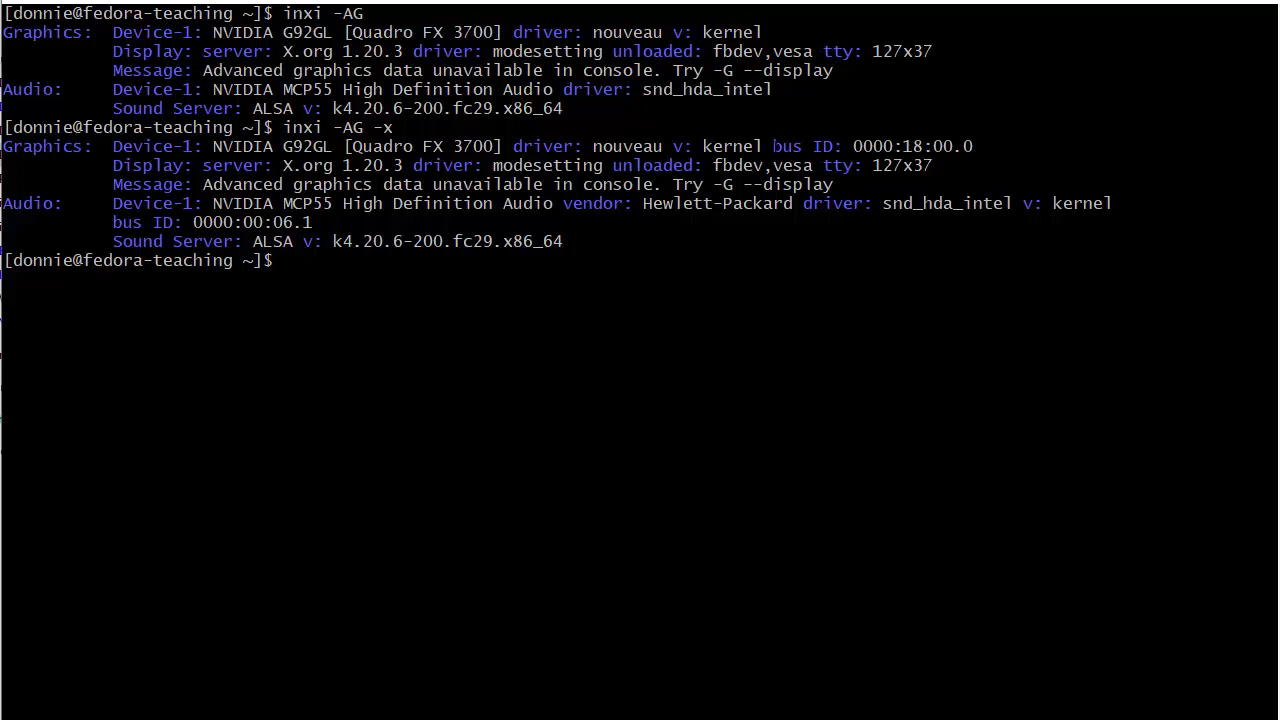 [donnie@fedora-teaching ~]$ inxi -AG
Graphics:  Device-1: NVIDIA G92GL [Quadro FX 3700] driver: nouveau v: kernel
           Display: server: X.org 1.20.3 driver: modesetting unloaded: fbdev,vesa tty: 127x37
           Message: Advanced graphics data unavailable in console. Try -G --display
Audio:     Device-1: NVIDIA MCP55 High Definition Audio driver: snd_hda_intel
           Sound Server: ALSA v: k4.20.6-200.fc29.x86_64
[donnie@fedora-teaching ~]$ inxi -AG -x
Graphics:  Device-1: NVIDIA G92GL [Quadro FX 3700] driver: nouveau v: kernel bus ID: 0000:18:00.0
           Display: server: X.org 1.20.3 driver: modesetting unloaded: fbdev,vesa tty: 127x37
           Message: Advanced graphics data unavailable in console. Try -G --display
Audio:     Device-1: NVIDIA MCP55 High Definition Audio vendor: Hewlett-Packard driver: snd_hda_intel v: kernel
           bus ID: 0000:00:06.1
           Sound Server: ALSA v: k4.20.6-200.fc29.x86_64
[donnie@fedora-teaching ~]$